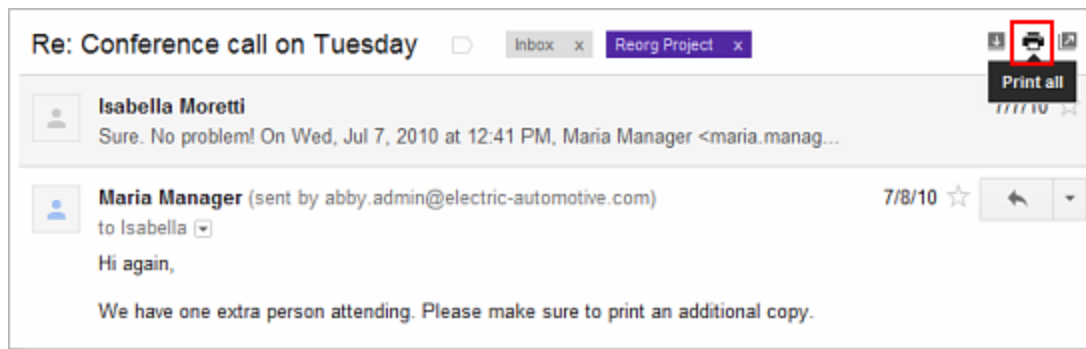 Re: Conference call on Tuesday Inbox x Reorg Project x
Print all
Isabella Moretti 7/7/10
Sure. No problem! On Wed, Jul 7, 2010 at 12:41 PM, Maria Manager <maria.manag...
Maria Manager (sent by abby.admin@electric-automotive.com) 7/8/10
to Isabella
Hi again,
We have one extra person attending. Please make sure to print an additional copy.